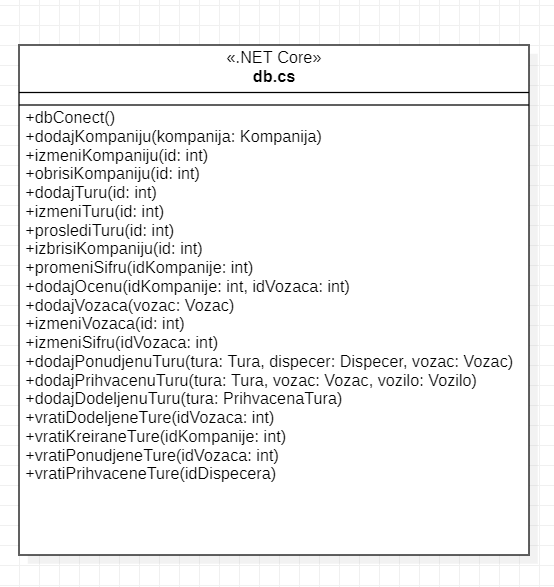 «.NET Core»
db.cs
+dbConect()
+dodajKompaniju(kompanija: Kompanija)
+izmeniKompaniju(id: int)
+obrisiKompaniju(id: int)
+dodajTuru(id: int)
+izmeniTuru(id: int)
+proslediTuru(id: int)
+izbrisiKompaniju(id: int)
+promeniSifru(idKompanije: int)
+dodajOcenu(idKompanije: int, idVozaca: int)
+dodajVozaca(vozac: Vozac)
+izmeniVozaca(id: int)
+izmeniSifru(idVozaca: int)
+dodajPonudjenuTuru(tura: Tura, dispecer: Dispecer, vozac: Vozac)
+dodajPrihvacenuTuru(tura: Tura, vozac: Vozac, vozilo: Vozilo)
+dodajDodeljenuTuru(tura: PrihvacenaTura)
+vratiDodeljeneTure(idVozaca: int)
+vratiKreiraneTure(idKompanije: int)
+vratiPonudjeneTure(idVozaca: int)
+vratiPrihvaceneTure(idDispecera)